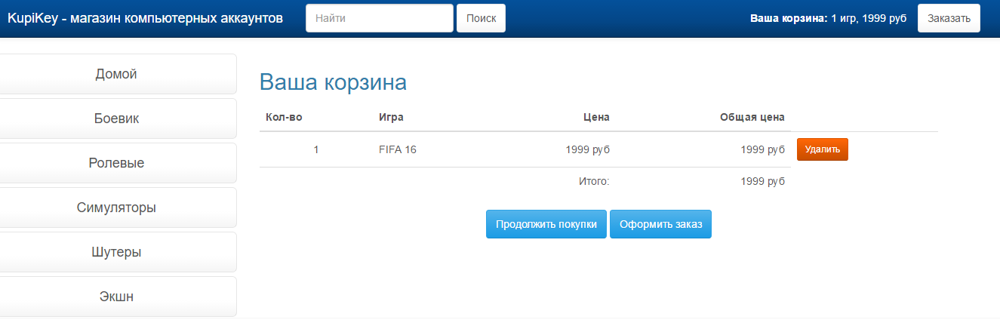 KupiKey - магазин компьютерных аккаунтов Найти Поиск Ваша корзина: 1 игр, 1999 руб Заказать
Домой
Боевик
Ролевые
Симуляторы
Шутеры
Экшн
Ваша корзина
Кол-во Игра Цена Общая цена
1 FIFA 16 1999 руб 1999 руб Удалить
Итого: 1999 руб
Продолжить покупки Оформить заказ